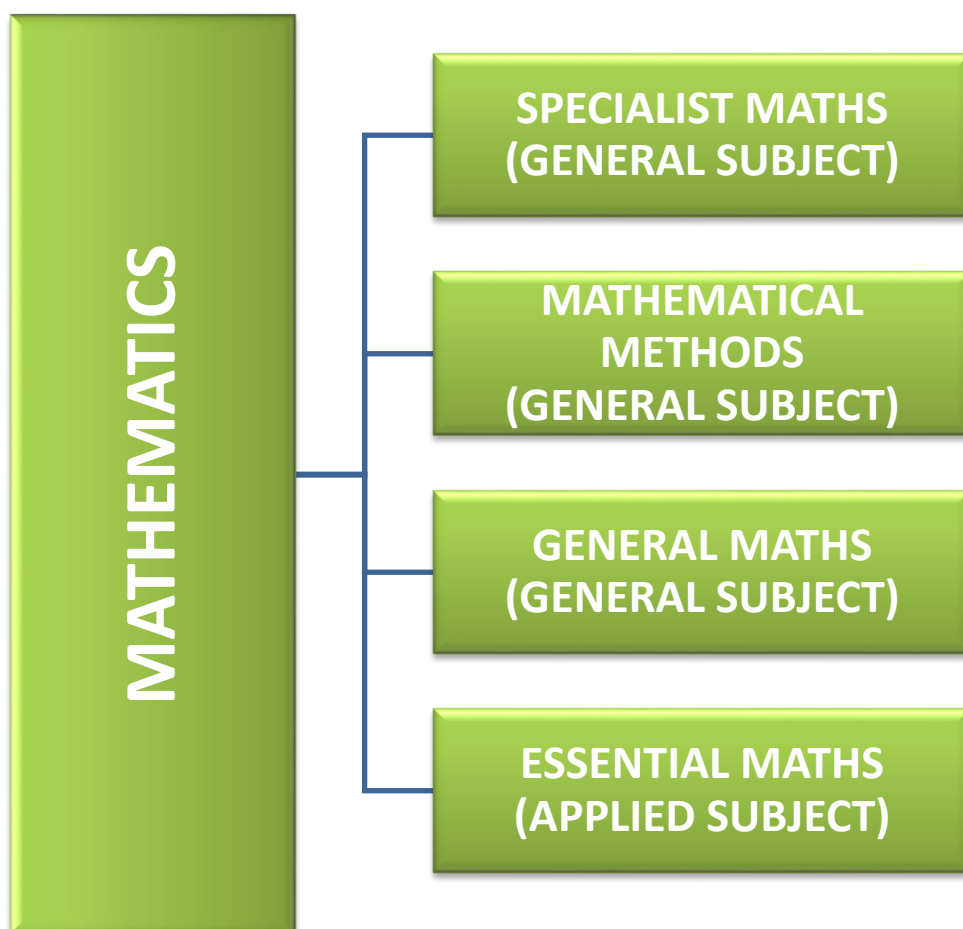 MATHEMATICS
SPECIALIST MATHS
(GENERAL SUBJECT)
MATHEMATICAL
METHODS
(GENERAL SUBJECT)
GENERAL MATHS
(GENERAL SUBJECT)
ESSENTIAL MATHS
(APPLIED SUBJECT)